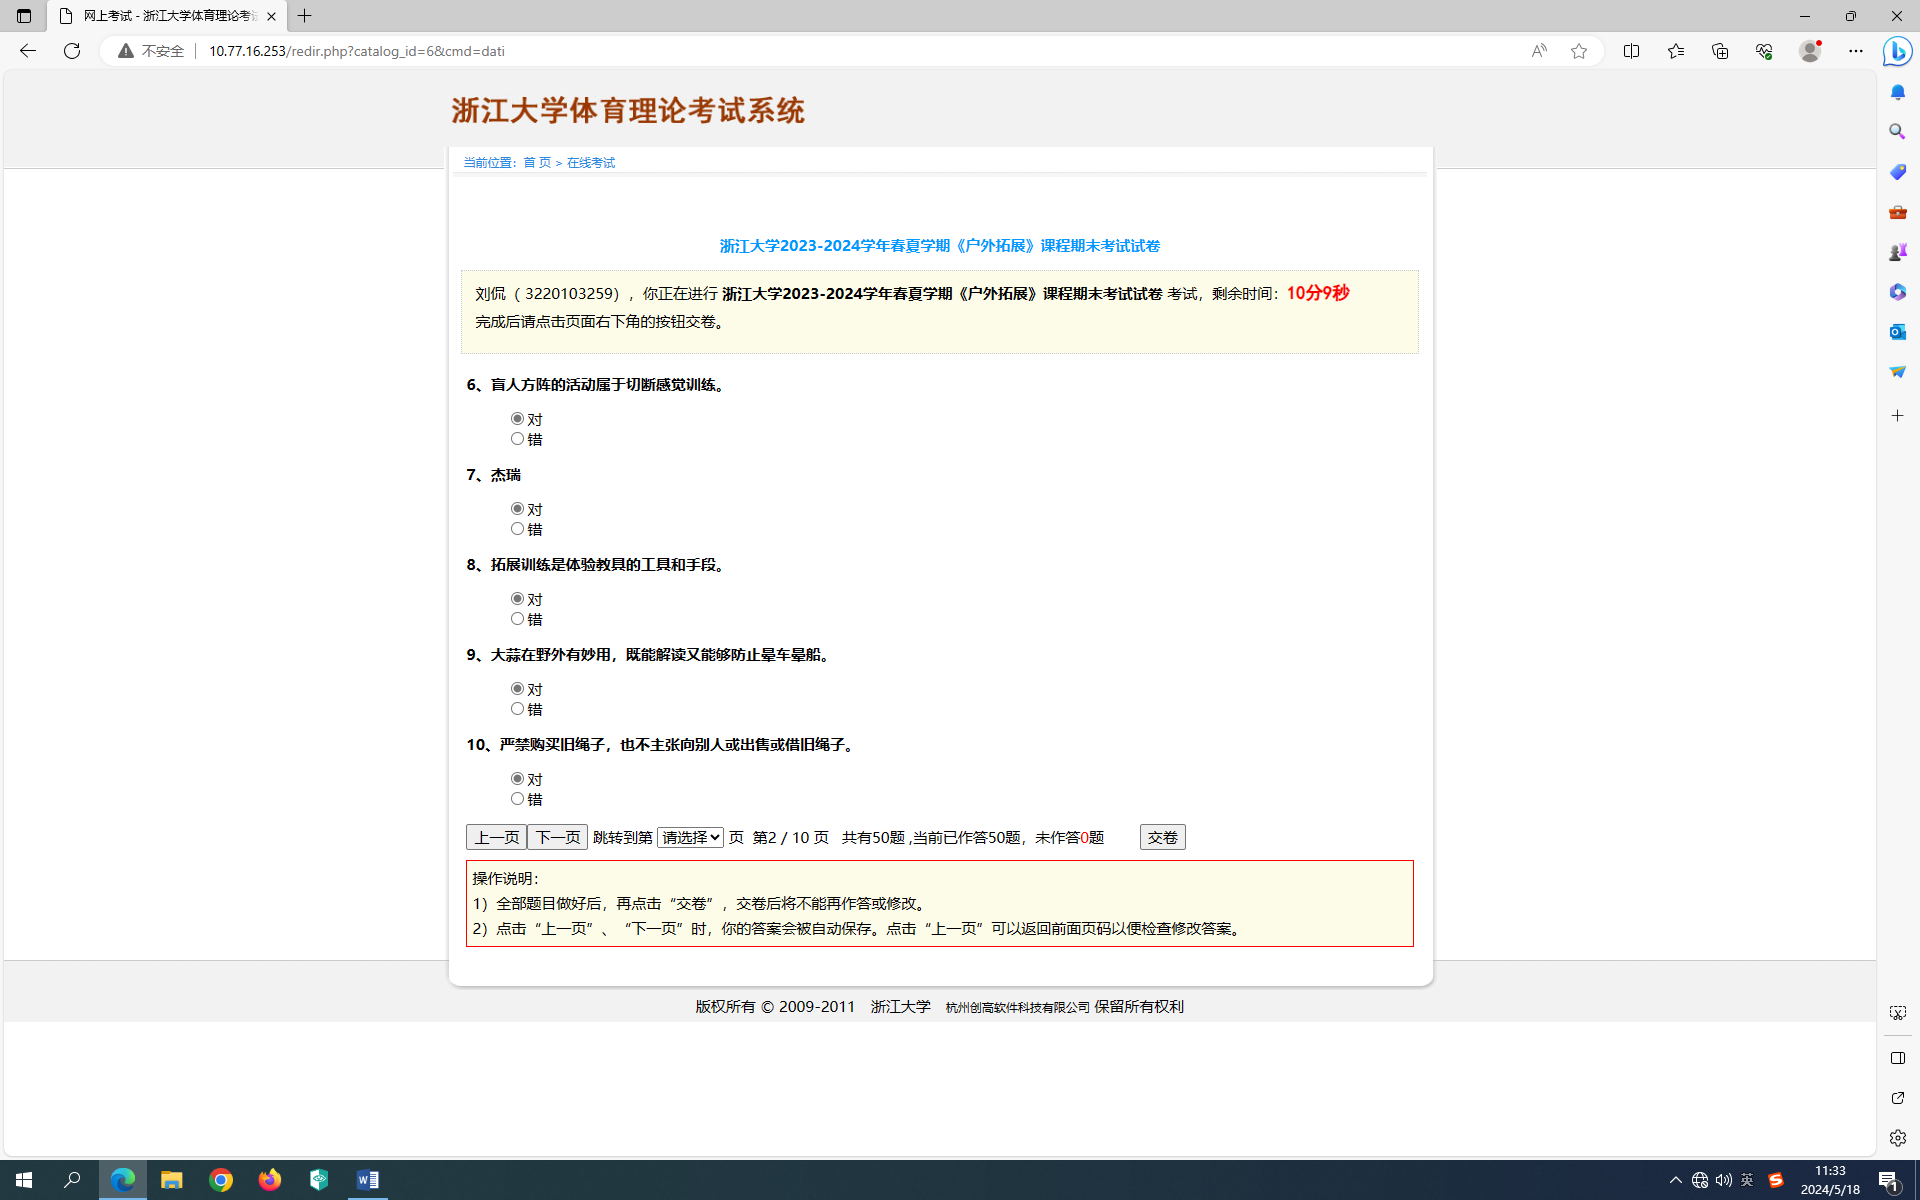 网上考试 - 浙江大学体育理论考试
不安全 10.77.16.253/redir.php?catalog_id=6&cmd=dati
浙江大学体育理论考试系统
当前位置：首 页 > 在线考试
浙江大学2023-2024学年春夏学期《户外拓展》课程期末考试试卷
刘侃（ 3220103259），你正在进行 浙江大学2023-2024学年春夏学期《户外拓展》课程期末考试试卷 考试，剩余时间：10分9秒
完成后请点击页面右下角的按钮交卷。
6、盲人方阵的活动属于切断感觉训练。
对
错
7、杰瑞
对
错
8、拓展训练是体验教具的工具和手段。
对
错
9、大蒜在野外有妙用，既能解读又能够防止晕车晕船。
对
错
10、严禁购买旧绳子，也不主张向别人或出售或借旧绳子。
对
错
上一页 下一页 跳转到第 请选择 页 第2 / 10 页 共有50题 ,当前已作答50题，未作答0题 交卷
操作说明：
1）全部题目做好后，再点击“交卷”，交卷后将不能再作答或修改。
2）点击“上一页”、“下一页”时，你的答案会被自动保存。点击“上一页”可以返回前面页码以便检查修改答案。
版权所有 © 2009-2011 浙江大学 杭州创高软件科技有限公司 保留所有权利
英
11:33
2024/5/18
1